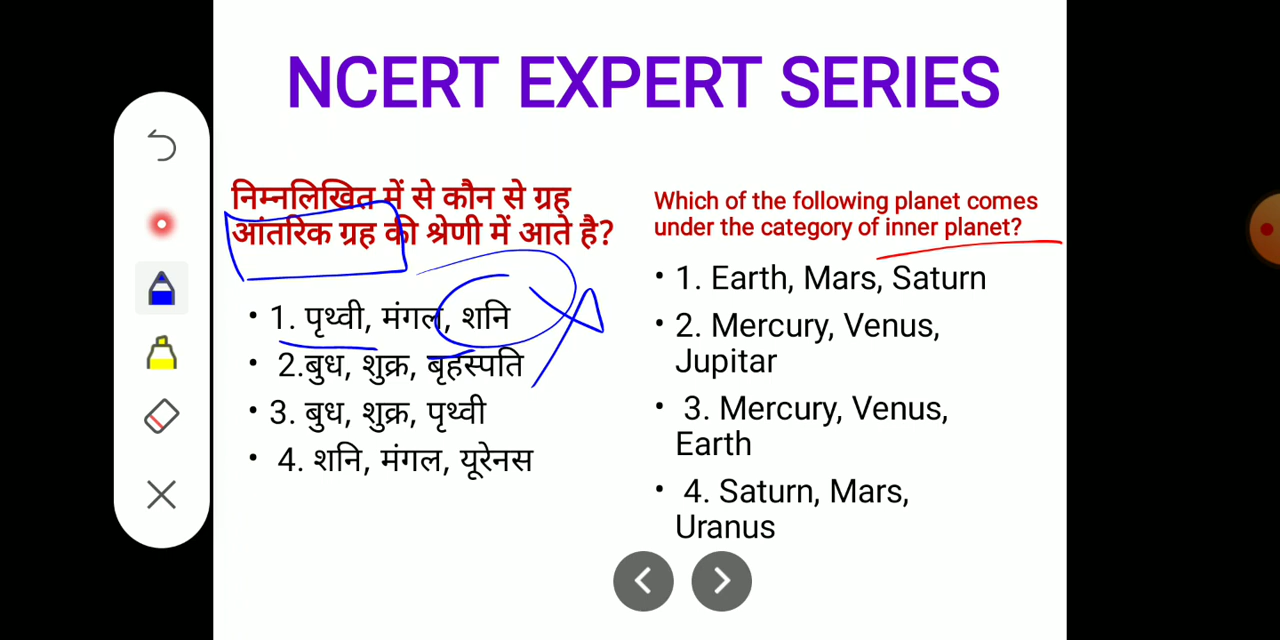 NCERT EXPERT SERIES
निम्नलिखित में से कौन से ग्रह
आंतरिक ग्रह की श्रेणी में आते है?
• 1. पृथ्वी, मंगल, शनि
• 2.बुध, शुक्र, बृहस्पति
• 3. बुध, शुक्र, पृथ्वी
• 4. शनि, मंगल, यूरेनस
Which of the following planet comes
under the category of inner planet?
• 1. Earth, Mars, Saturn
• 2. Mercury, Venus,
Jupitar
• 3. Mercury, Venus,
Earth
• 4. Saturn, Mars,
Uranus